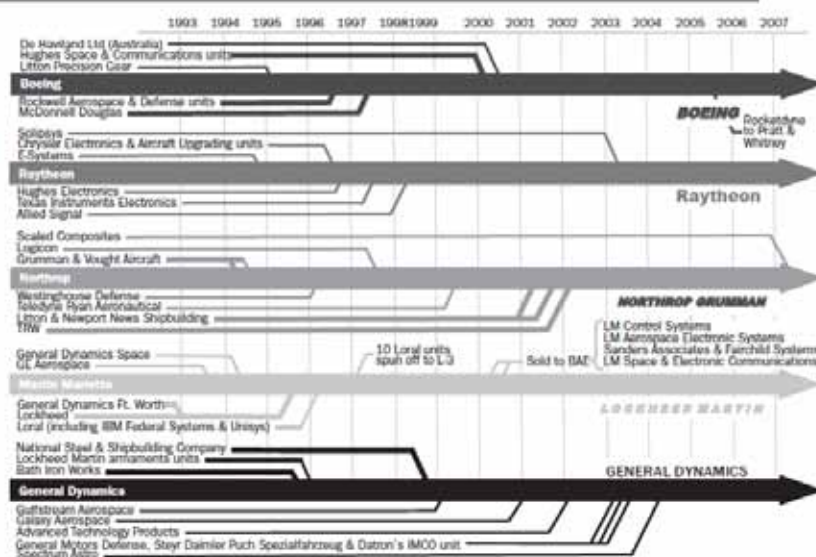 1993 1994 1995 1996 1997 1998 1999 2000 2001 2002 2003 2004 2005 2006 2007
De Haviland Ltd (Australia)
Hughes Space & Communications units
Litton Precision Gear
Boeing
Rockwell Aerospace & Defense units
McDonnell Douglas
BOEING
Rocketdyne
to Pratt &
Whitney
Solipsys
Chrysler Electronics & Aircraft Upgrading units
E-Systems
Raytheon
Hughes Electronics
Texas Instruments Electronics
Allied Signal
Raytheon
Scaled Composites
Logicon
Grumman & Vought Aircraft
Northrop
Westinghouse Defense
Teledyne Ryan Aeronautical
Litton & Newport News Shipbuilding
TRW
NORTHROP GRUMMAN
General Dynamics Space
GE Aerospace
10 Loral units
spun off to L-3
Sold to BAE
LM Control Systems
LM Aerospace Electronic Systems
Sanders Associates & Fairchild Systems
LM Space & Electronic Communications
Martin Marietta
General Dynamics Ft. Worth
Lockheed
Loral (including IBM Federal Systems & Unisys)
LOCKHEED MARTIN
National Steel & Shipbuilding Company
Lockheed Martin armaments units
Bath Iron Works
GENERAL DYNAMICS
General Dynamics
Gulfstream Aerospace
Galaxy Aerospace
Advanced Technology Products
General Motors Defense, Steyr Daimler Puch Spezialfahrzeug & Datron's IMCO unit
Spectrum Astro